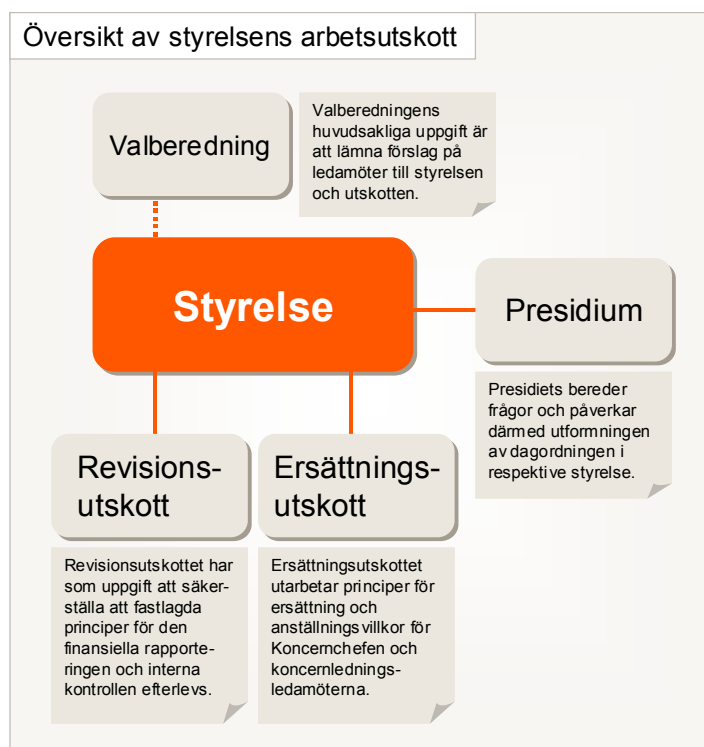 Översikt av styrelsens arbetsutskott
Valberedning
Valberedningens
huvudsakliga uppgift är
att lämna förslag på
ledamöter till styrelsen
och utskotten.
Styrelse
Presidium
Presidiets bereder
frågor och påverkar
därmed utformningen
av dagordningen i
respektive styrelse.
Revisions-
utskott
Revisionsutskottet har
som uppgift att säker-
ställa att fastlagda
principer för den
finansiella rapporte-
ringen och interna
kontrollen efterlevs.
Ersättnings-
utskott
Ersättningsutskottet
utarbetar principer för
ersättning och
anställningsvillkor för
Koncernchefen och
koncernlednings-
ledamöterna.